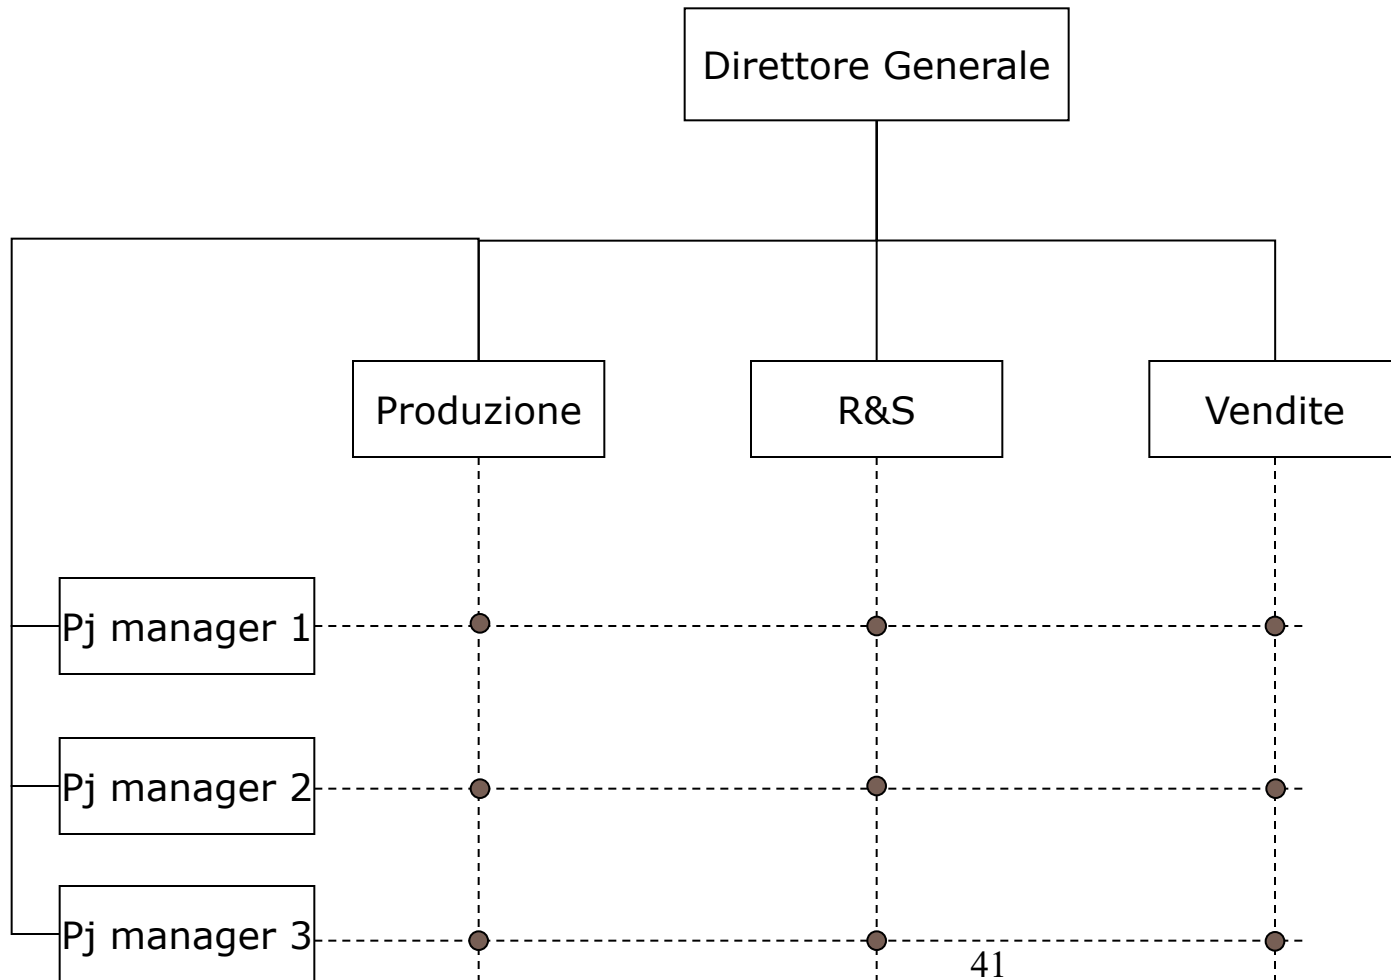 Direttore Generale
Produzione
R&S
Vendite
Pj manager 1
Pj manager 2
Pj manager 3
41